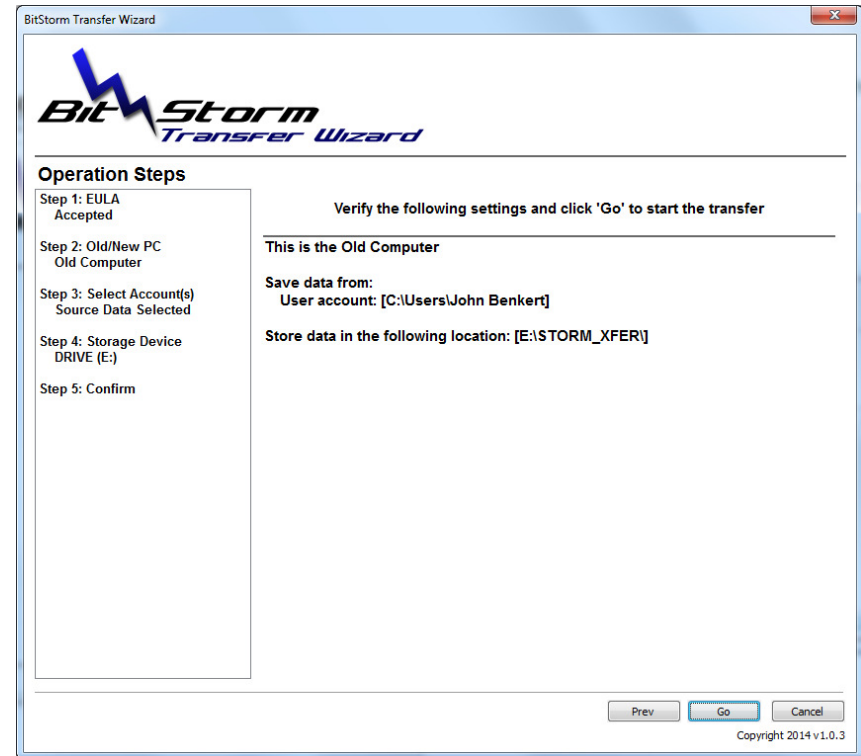 BitStorm Transfer Wizard
Bit Storm
Transfer Wizard
Operation Steps
Step 1: EULA
Accepted
Step 2: Old/New PC
Old Computer
Step 3: Select Account(s)
Source Data Selected
Step 4: Storage Device
DRIVE (E:)
Step 5: Confirm
Verify the following settings and click 'Go' to start the transfer
This is the Old Computer
Save data from:
User account: [C:\Users\John Benkert]
Store data in the following location: [E:\STORM_XFER\]
Prev
Go
Cancel
Copyright 2014 v1.0.3